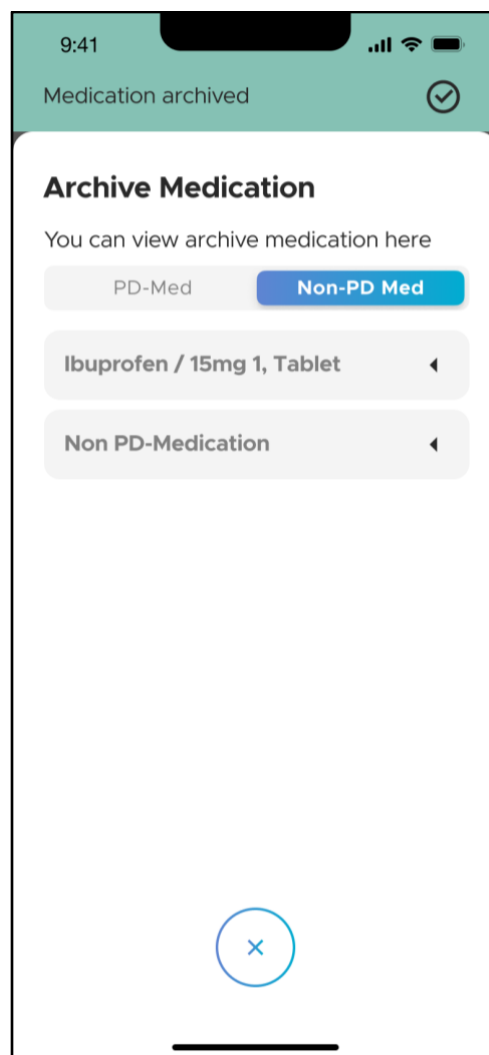 9:41
Medication archived
Archive Medication
You can view archive medication here
PD-Med Non-PD Med
Ibuprofen / 15mg 1, Tablet
Non PD-Medication